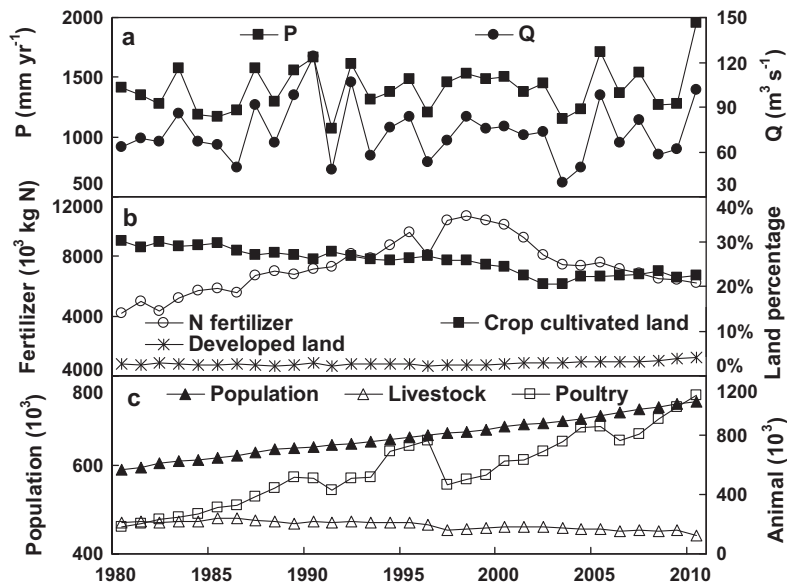 2000
1500
1000
500
P (mm yr-1)
a
P
Q
150
120
90
60
30
Q (m3 s-1)
12000
8000
4000
4000
Fertilizer (103 kg N)
b
N fertilizer
Crop cultivated land
Developed land
40%
30%
20%
10%
0%
Land percentage
800
600
400
Population (103)
c
Population
Livestock
Poultry
1200
800
400
0
Animal (103)
1980
1985
1990
1995
2000
2005
2010